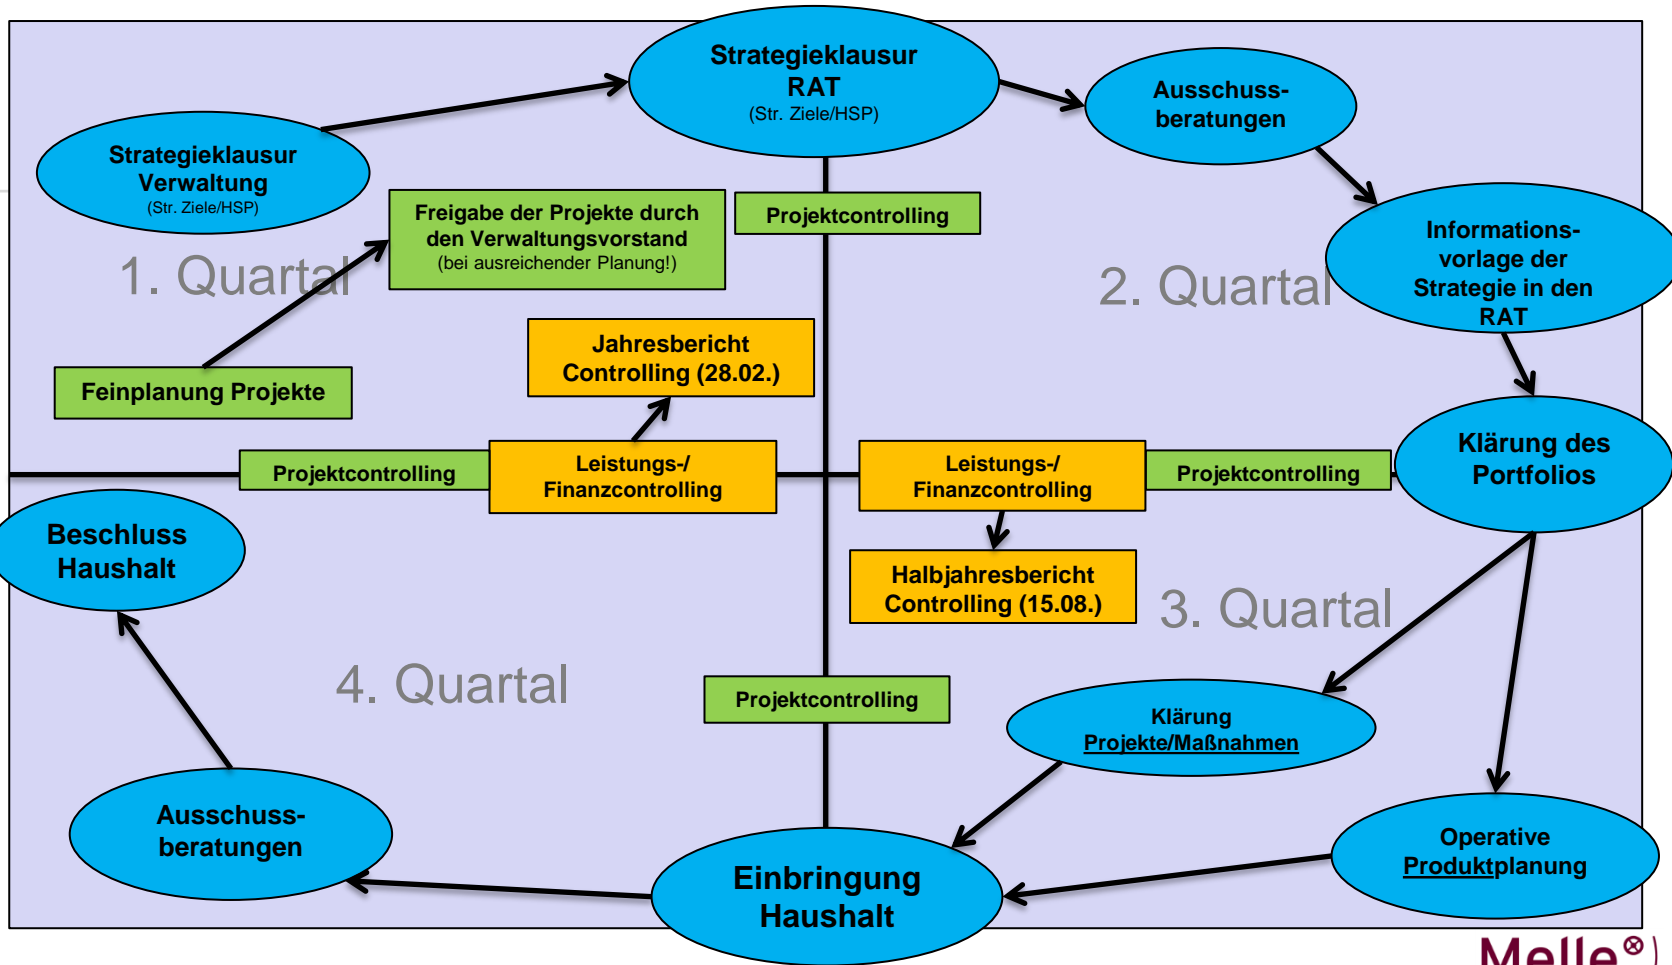 Strategieklausur
RAT
(Str. Ziele/HSP)
Ausschuss-
beratungen
Strategieklausur
Verwaltung
(Str. Ziele/HSP)
Freigabe der Projekte durch
den Verwaltungsvorstand
(bei ausreichender Planung!)
Projektcontrolling
Informations-
vorlage der
Strategie in den
RAT
1. Quartal
2. Quartal
Jahresbericht
Controlling (28.02.)
Feinplanung Projekte
Projektcontrolling
Leistungs-/
Finanzcontrolling
Leistungs-/
Finanzcontrolling
Projektcontrolling
Klärung des
Portfolios
Beschluss
Haushalt
Halbjahresbericht
Controlling (15.08.)
3. Quartal
4. Quartal
Projektcontrolling
Klärung
Projekte/Maßnahmen
Ausschuss-
beratungen
Einbringung
Haushalt
Operative
Produktplanung
Melle